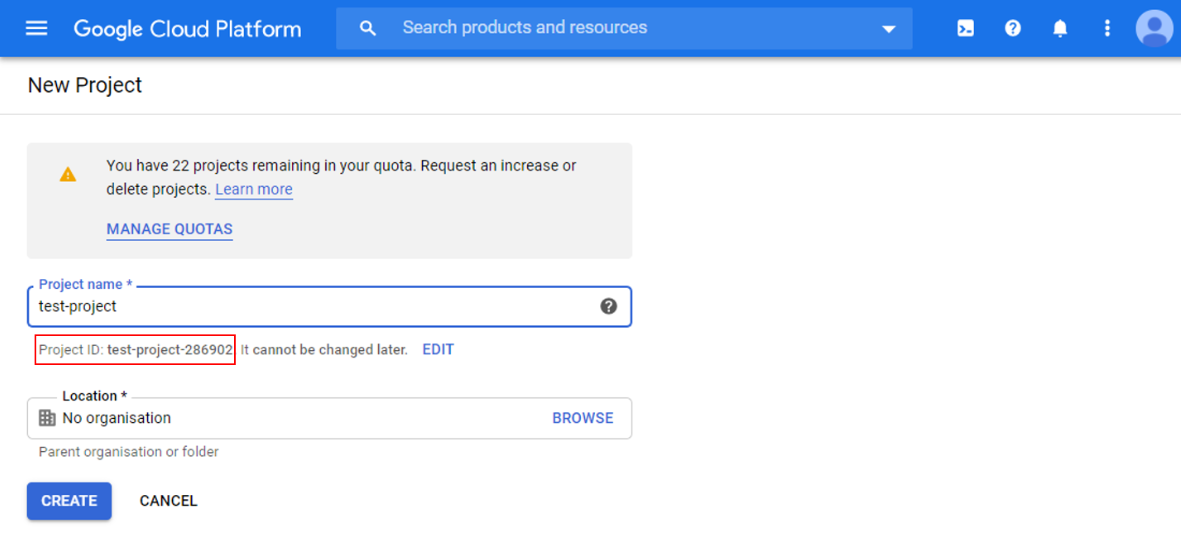 Google Cloud Platform
Search products and resources
New Project
You have 22 projects remaining in your quota. Request an increase or
delete projects. Learn more
MANAGE QUOTAS
Project name *
test-project
Project ID: test-project-286902 It cannot be changed later. EDIT
Location *
No organisation BROWSE
Parent organisation or folder
CREATE CANCEL